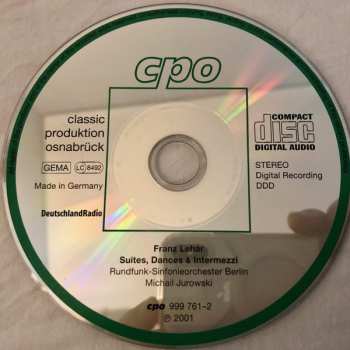 cpo
classic
produktion
osnabrück
GEMA LC 8492
Made in Germany
DeutschlandRadio
COMPACT
disc
DIGITAL AUDIO
STEREO
Digital Recording
DDD
Franz Lehár
Suites, Dances & Intermezzi
Rundfunk-Sinfonieorchester Berlin
Michail Jurowski
cpo 999 761–2
℗ 2001